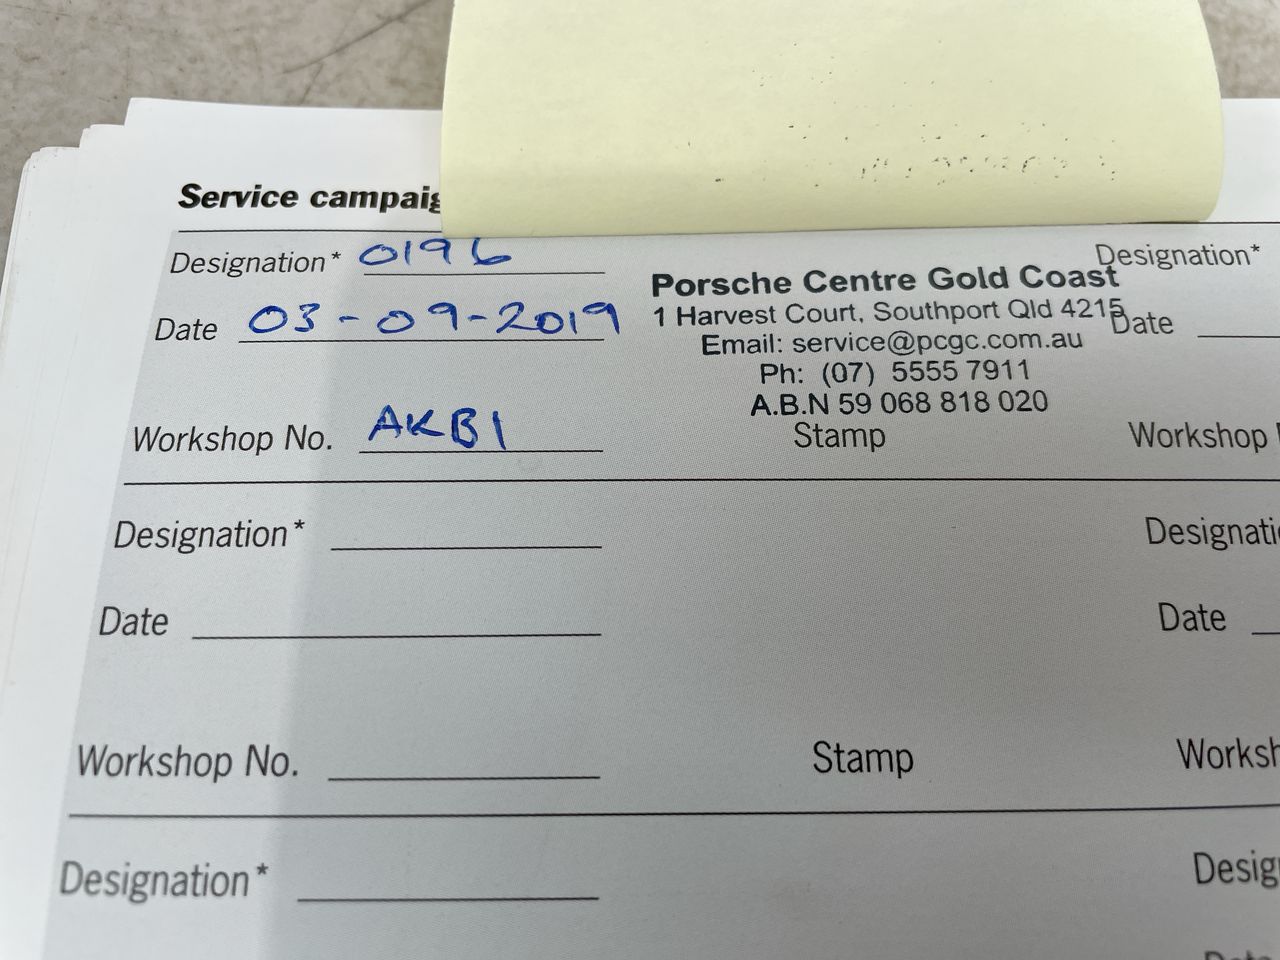 Service campaig
Designation* 0196
Date 03-09-2019
Workshop No. AKB1
Porsche Centre Gold Coast
1 Harvest Court, Southport Qld 4215
Email: service@pcgc.com.au
Ph: (07) 5555 7911
A.B.N 59 068 818 020
Stamp
Designation*
Date
Workshop
Designation*
Date
Workshop No.
Stamp
Designati
Date
Worksh
Designation*
Desig